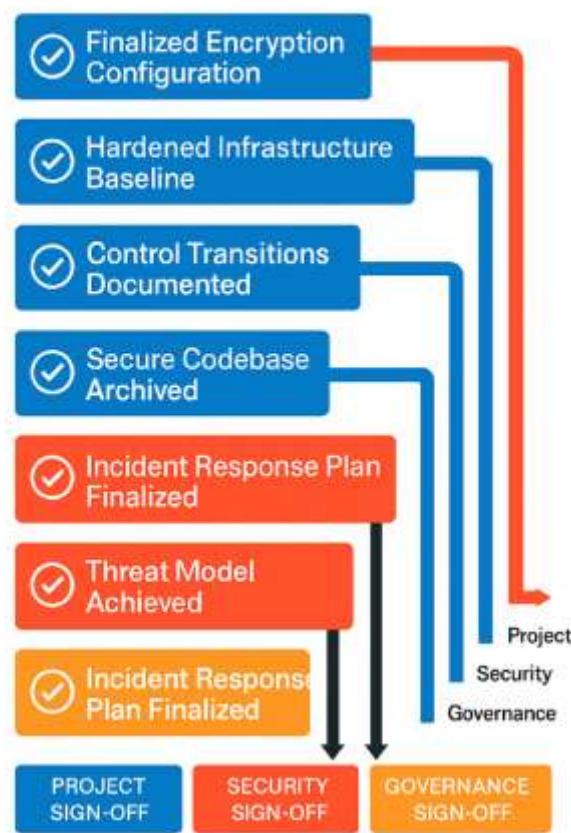 Finalized Encryption
Configuration
Hardened Infrastructure
Baseline
Control Transitions
Documented
Secure Codebase
Archived
Incident Response Plan
Finalized
Threat Model
Achieved
Incident Response
Plan Finalized
Project
Security
Governance
PROJECT
SIGN-OFF
SECURITY
SIGN-OFF
GOVERNANCE
SIGN-OFF